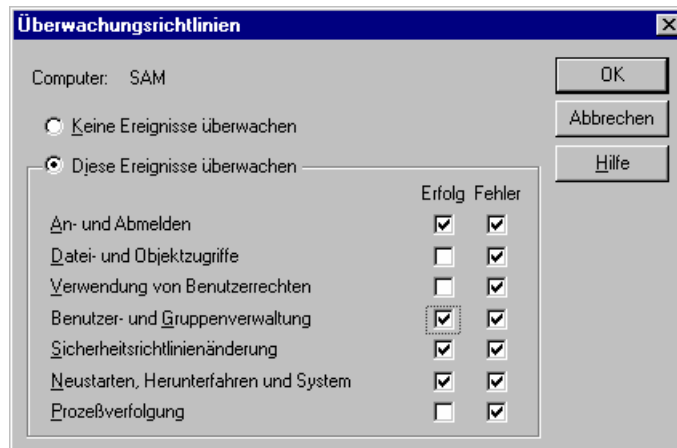 Überwachungsrichtlinien
Computer: SAM
OK
Keine Ereignisse überwachen
Abbrechen
Diese Ereignisse überwachen
Hilfe
Erfolg Fehler
An- und Abmelden
Datei- und Objektzugriffe
Verwendung von Benutzerrechten
Benutzer- und Gruppenverwaltung
Sicherheitsrichtlinienänderung
Neustarten, Herunterfahren und System
Prozeßverfolgung